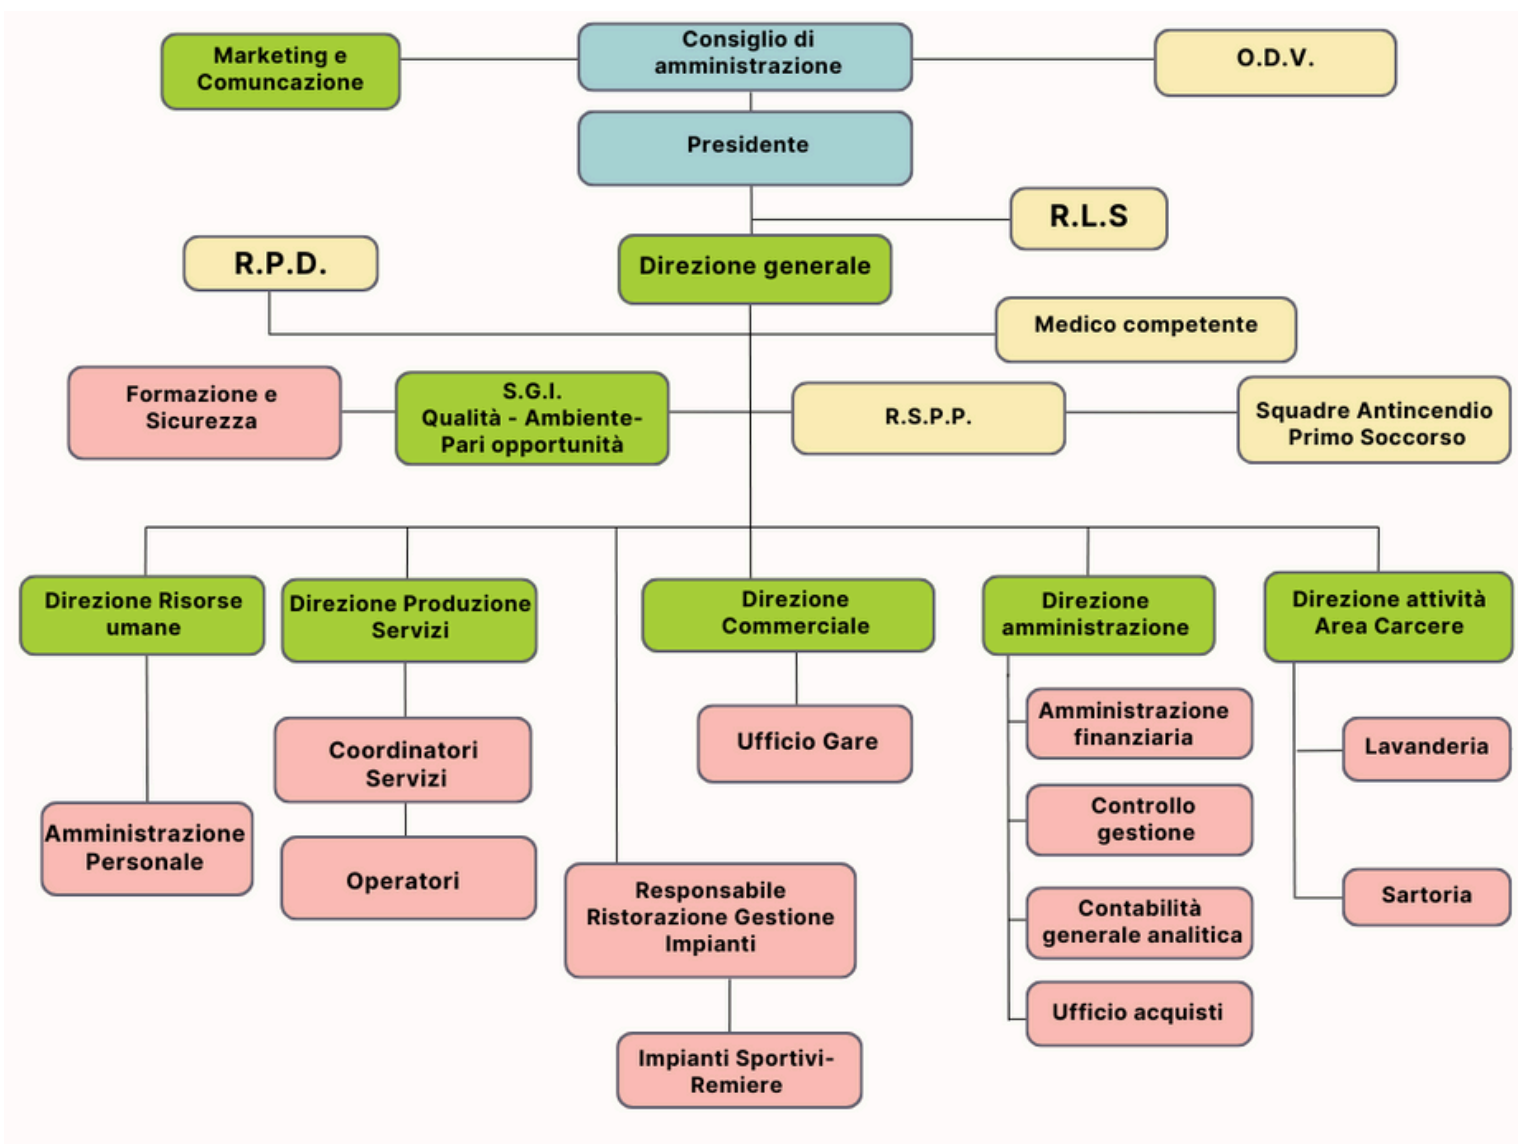 Marketing e
Comuncazione
Consiglio di
amministrazione
O.D.V.
Presidente
R.L.S
R.P.D.
Direzione generale
Medico competente
Formazione e
Sicurezza
S.G.I.
Qualità - Ambiente-
Pari opportunità
R.S.P.P.
Squadre Antincendio
Primo Soccorso
Direzione Risorse
umane
Direzione Produzione
Servizi
Direzione
Commerciale
Direzione
amministrazione
Direzione attività
Area Carcere
Amministrazione
Personale
Coordinatori
Servizi
Operatori
Ufficio Gare
Responsabile
Ristorazione Gestione
Impianti
Impianti Sportivi-
Remiere
Amministrazione
finanziaria
Controllo
gestione
Contabilità
generale analitica
Ufficio acquisti
Lavanderia
Sartoria